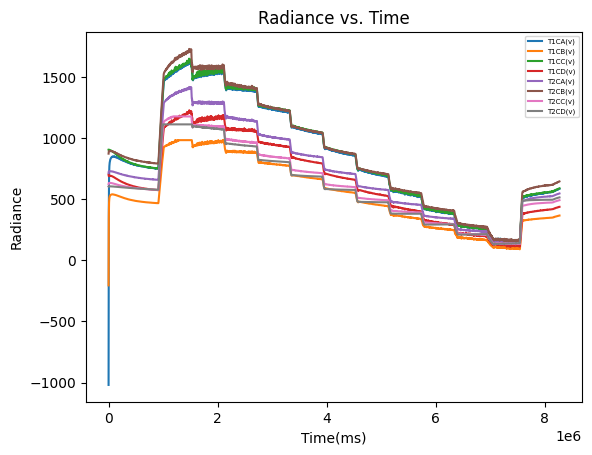 Radiance vs. Time
1500
1000
500
0
−500
−1000
Radiance
T1CA(v)
T1CB(v)
T1CC(v)
T1CD(v)
T2CA(v)
T2CB(v)
T2CC(v)
T2CD(v)
0 2 4 6 8
1e6
Time(ms)